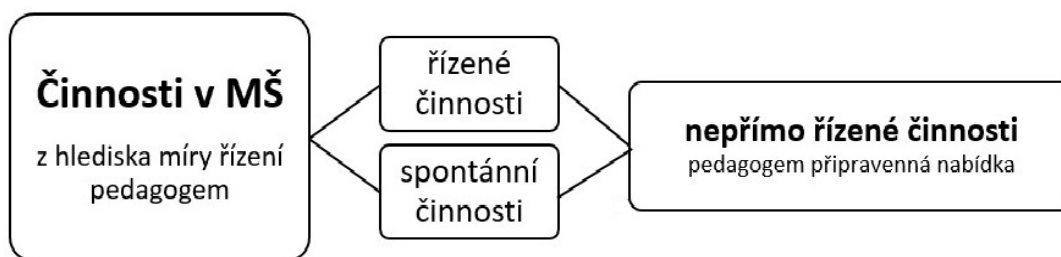 Činnosti v MŠ
z hlediska míry řízení
pedagogem
řízené
činnosti
spontánní
činnosti
nepřímo řízené činnosti
pedagogem připravenná nabídka